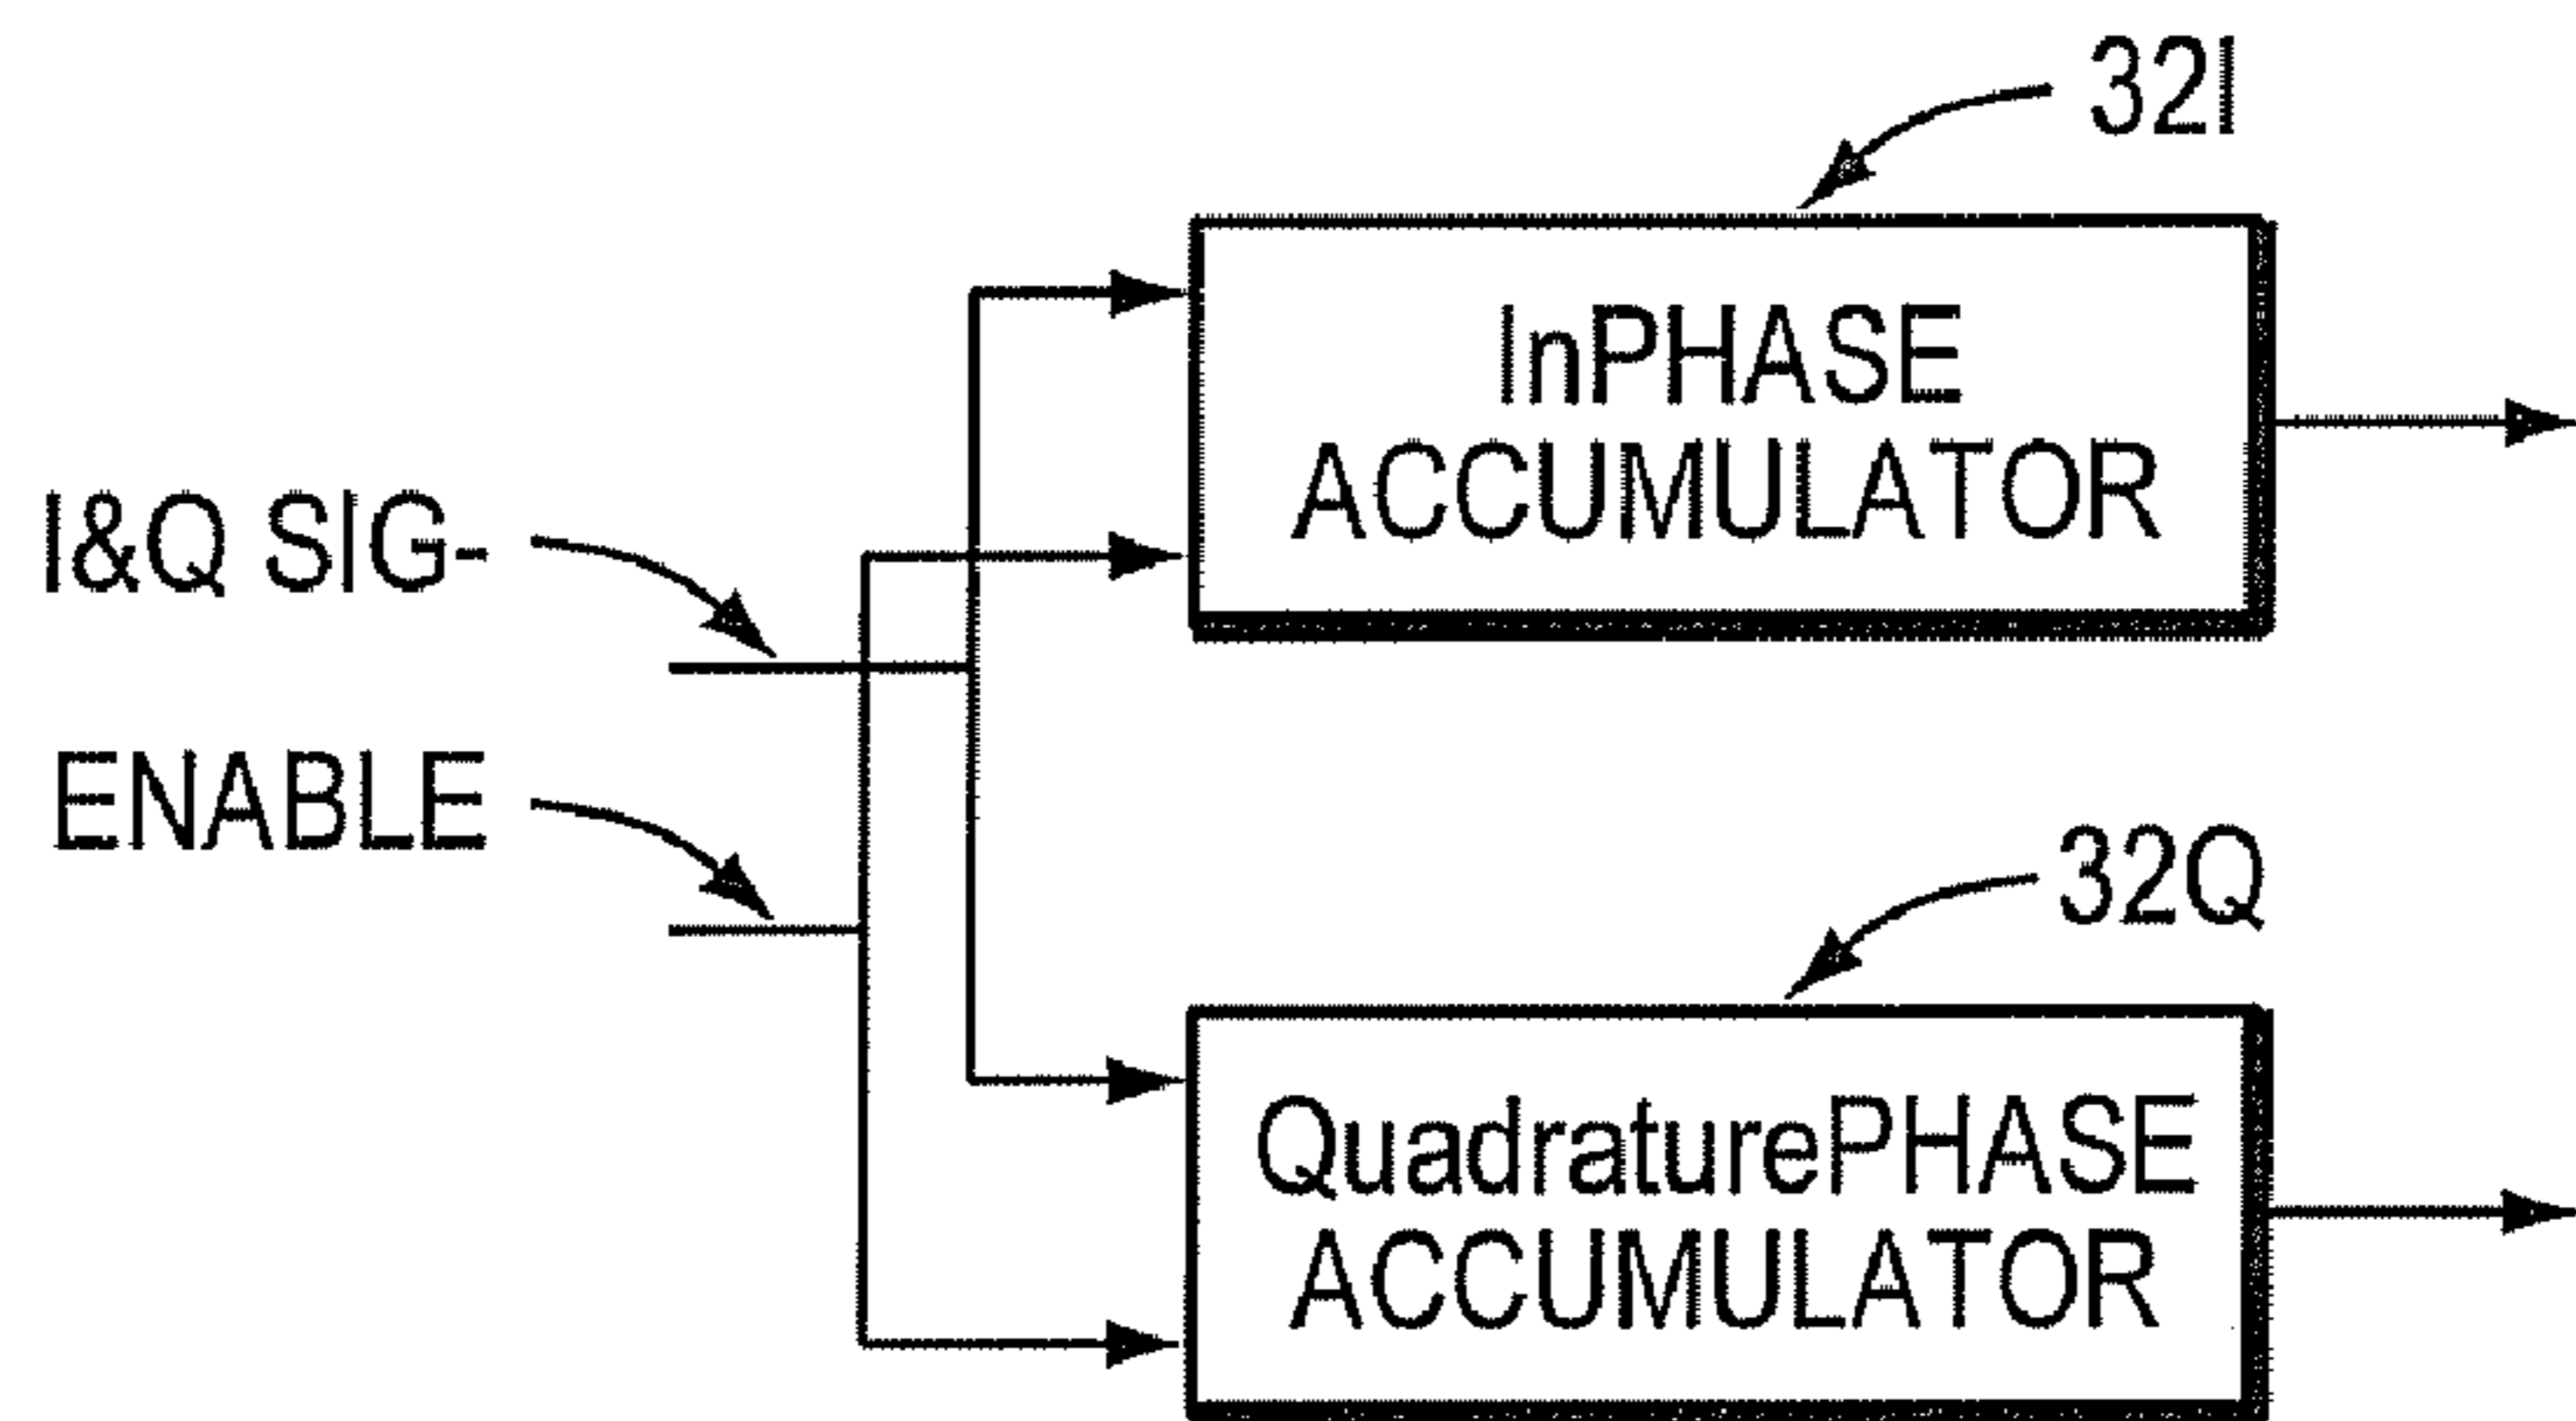 32I
InPHASE
ACCUMULATOR
I&Q SIG-
ENABLE
32Q
QuadraturePHASE
ACCUMULATOR